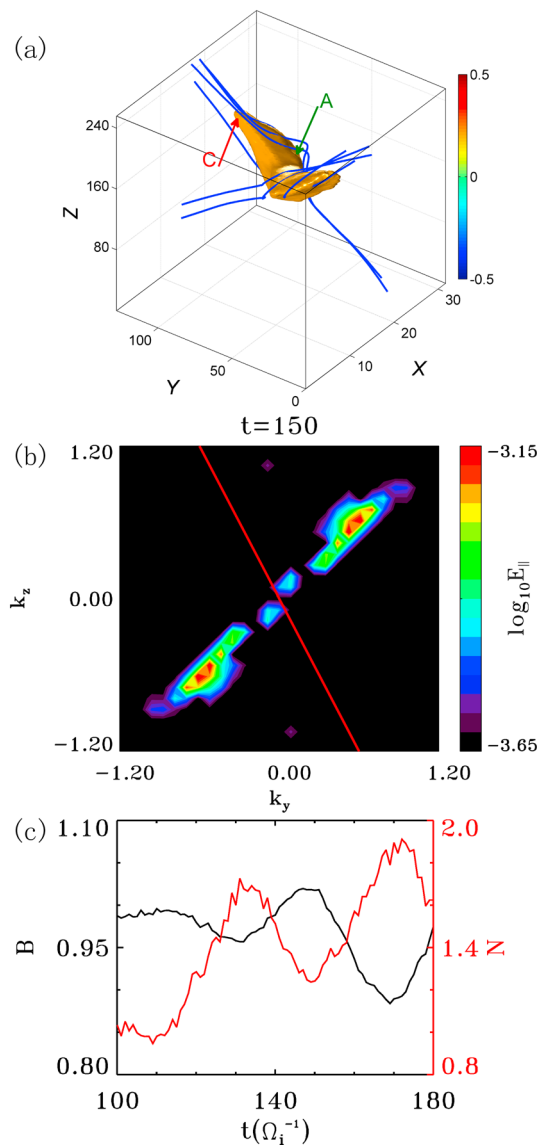 (a)
A
C
0.5
0
-0.5
240
160
80
Z
100
50
0
Y
10
20
30
X
t=150
(b)
1.20
0.00
−1.20
k_z
−1.20
0.00
1.20
k_y
−3.15
−3.65
log₁₀E∥
(c)
1.10
0.95
0.80
B
2.0
1.4
0.8
N
100
140
180
t(Ω_i⁻¹)